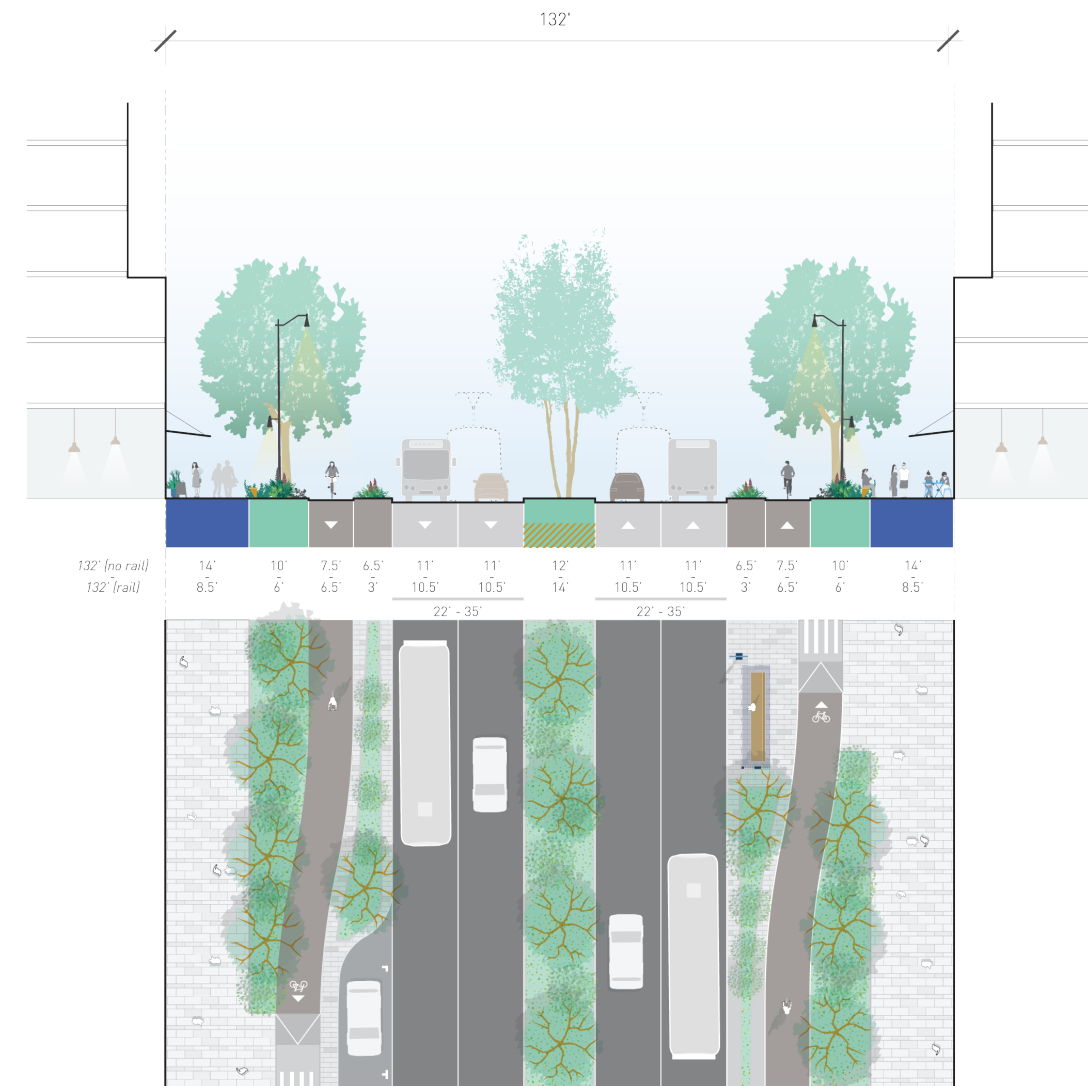 132'
132' (no rail) 14' 10' 7.5' 6.5' 11' 11' 12' 11' 11' 6.5' 7.5' 10' 14'
- - - - - - - - - - - - - -
132' (rail) 8.5' 6' 6.5' 3' 10.5' 10.5' 14' 10.5' 10.5' 3' 6.5' 6' 8.5'
22' - 35' 22' - 35'